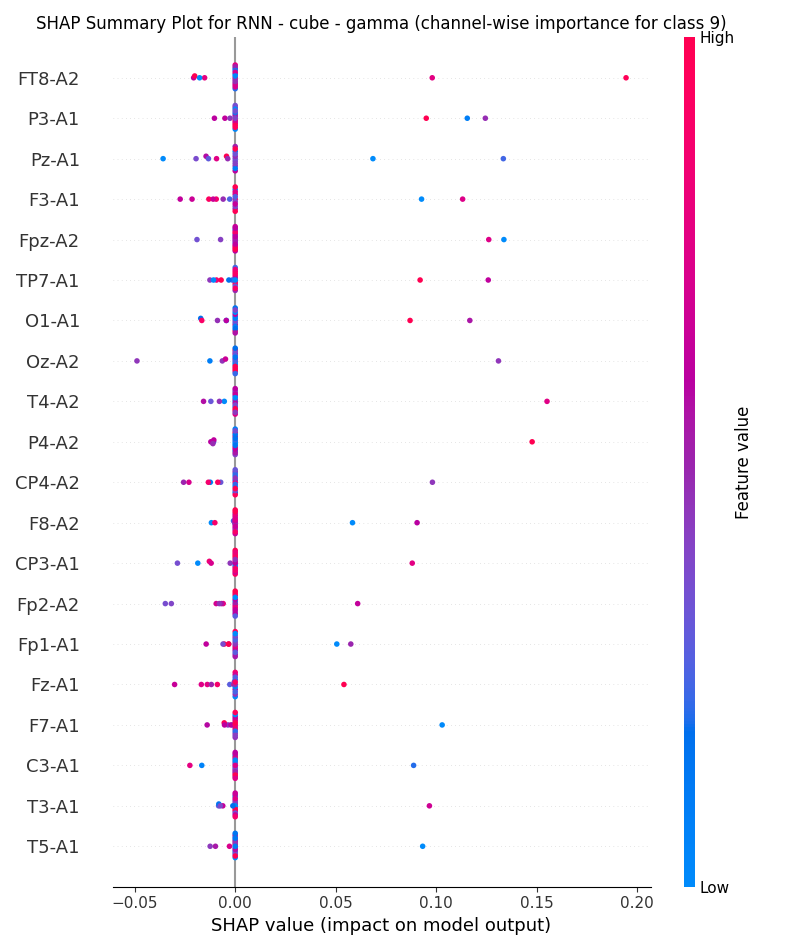 SHAP Summary Plot for RNN - cube - gamma (channel-wise importance for class 9)
High
FT8-A2
P3-A1
Pz-A1
F3-A1
Fpz-A2
TP7-A1
O1-A1
Oz-A2
T4-A2
P4-A2
CP4-A2
F8-A2
CP3-A1
Fp2-A2
Fp1-A1
Fz-A1
F7-A1
C3-A1
T3-A1
T5-A1
Feature value
Low
−0.05 0.00 0.05 0.10 0.15 0.20
SHAP value (impact on model output)